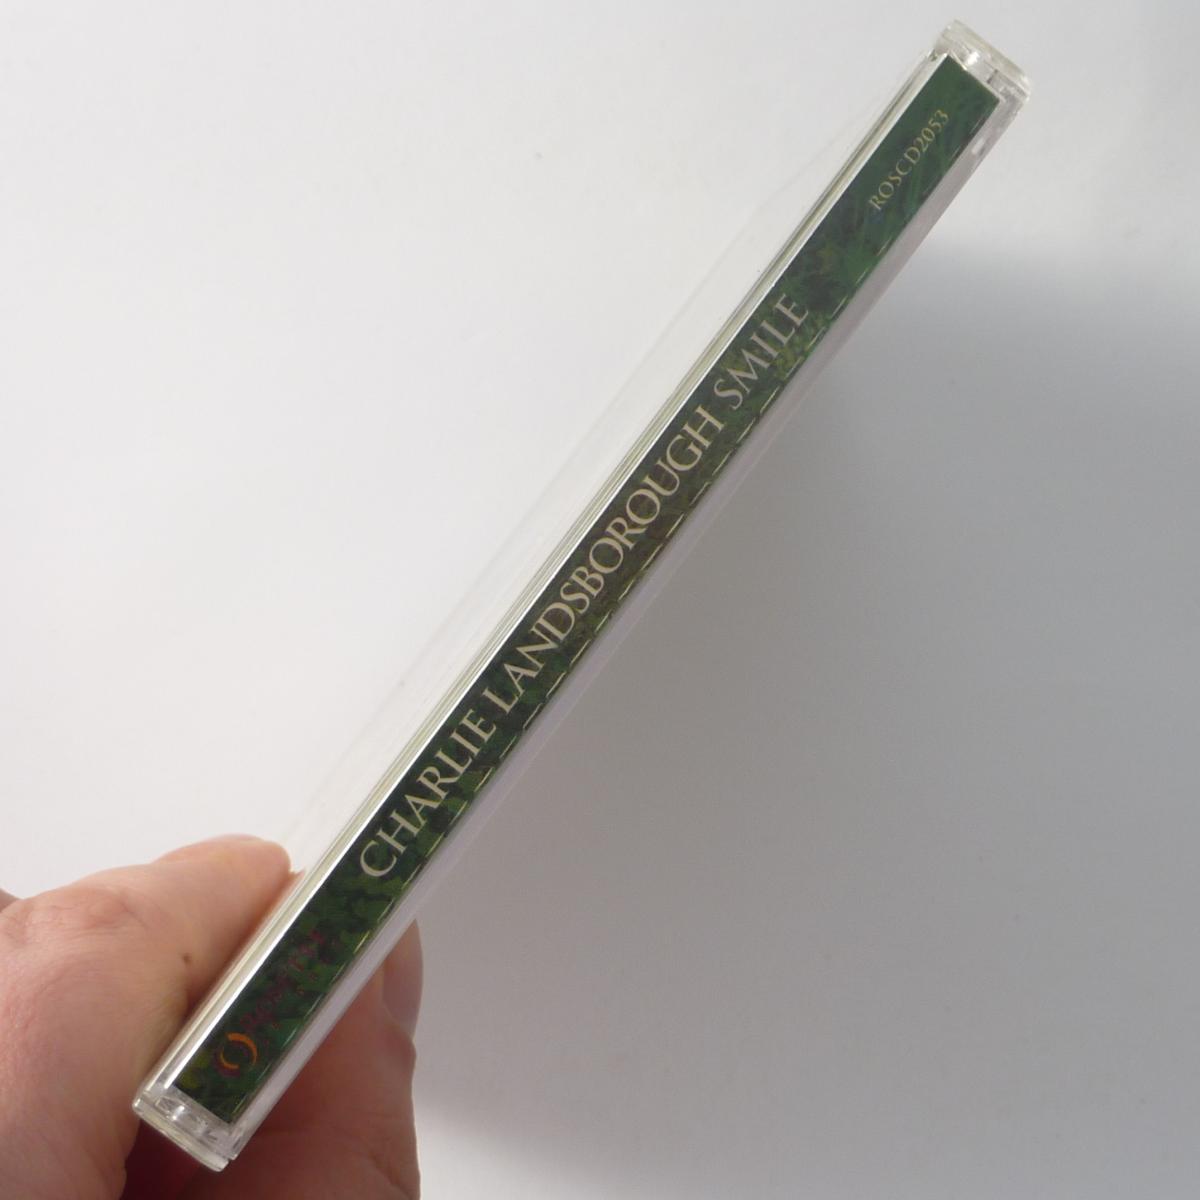 CHARLIE LANDSBOROUGH SMILE
ROSCD2053